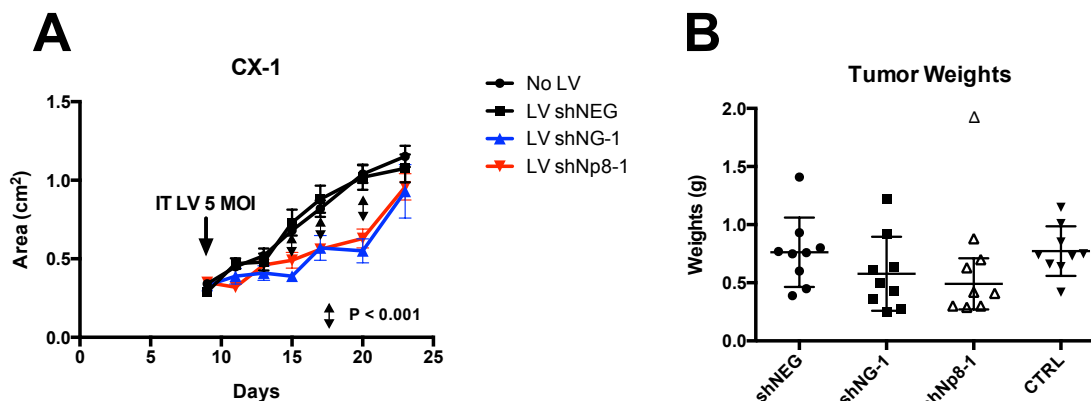 A
CX-1
No LV
LV shNEG
LV shNG-1
LV shNp8-1
1.5
1.0
0.5
0.0
Area (cm²)
IT LV 5 MOI
P < 0.001
0 5 10 15 20 25
Days
B
Tumor Weights
2.0
1.5
1.0
0.5
0.0
Weights (g)
shNEG
shNG-1
shNp8-1
CTRL